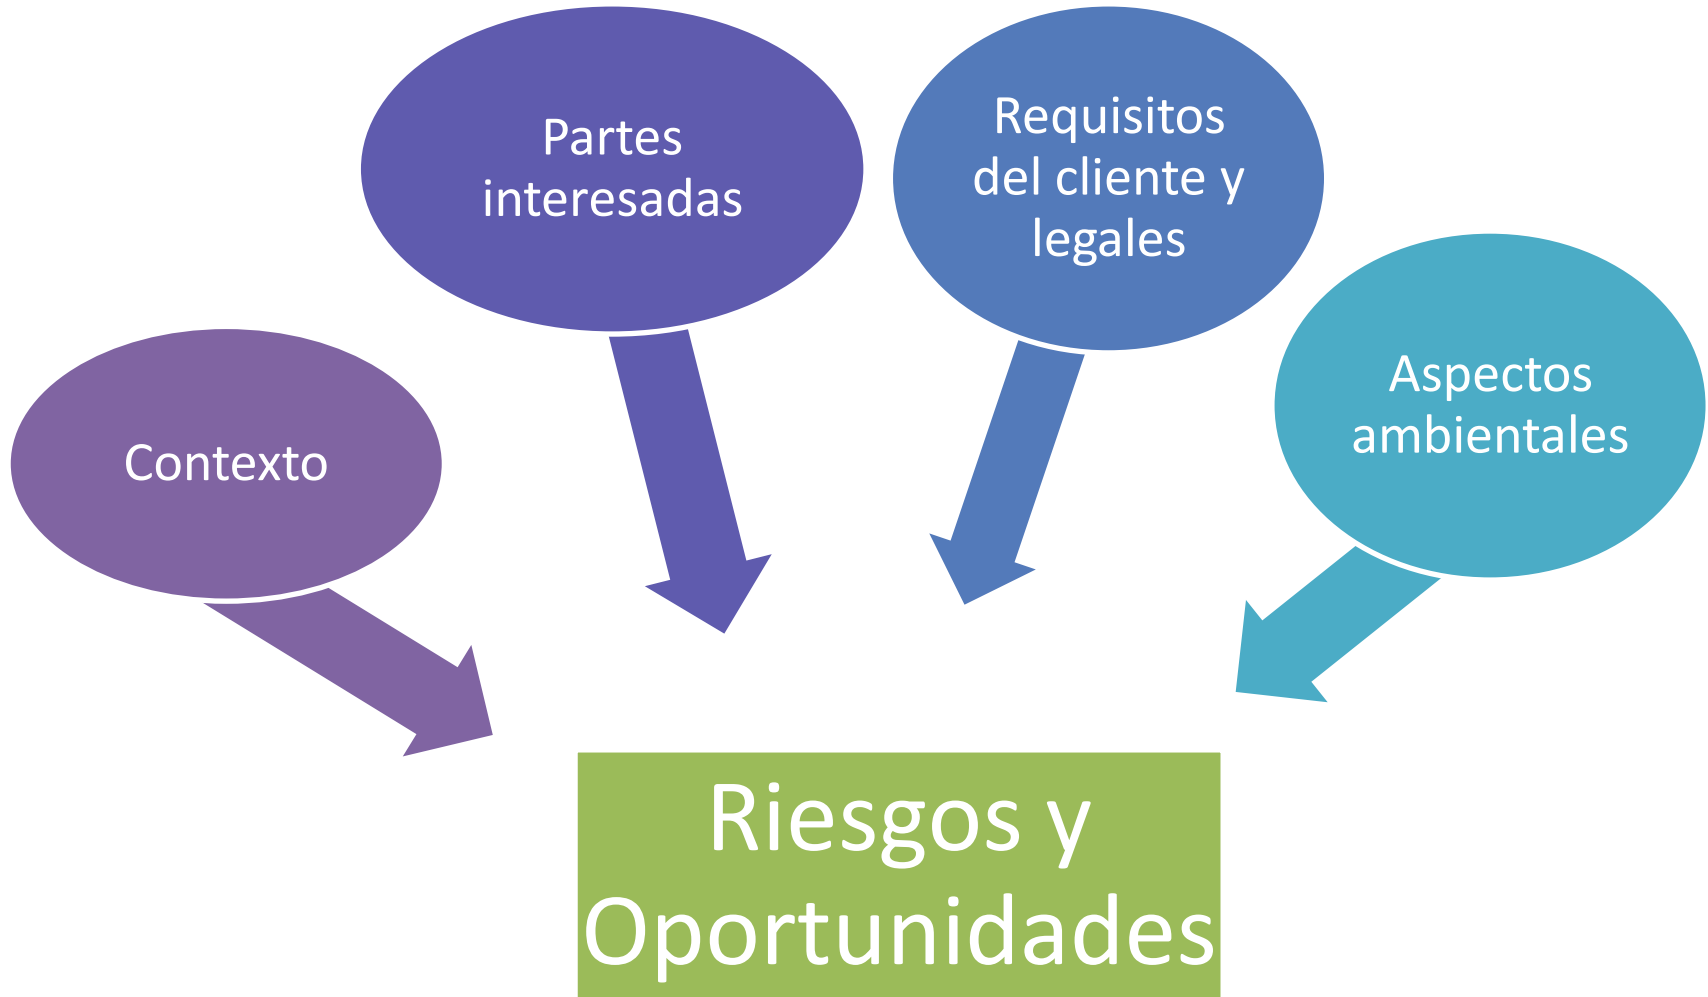 Contexto
Partes
interesadas
Requisitos
del cliente y
legales
Aspectos
ambientales
Riesgos y
Oportunidades